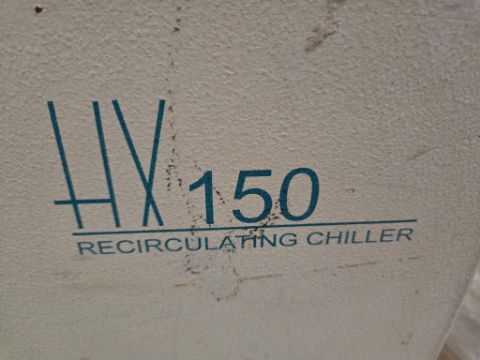 HX 150
RECIRCULATING CHILLER